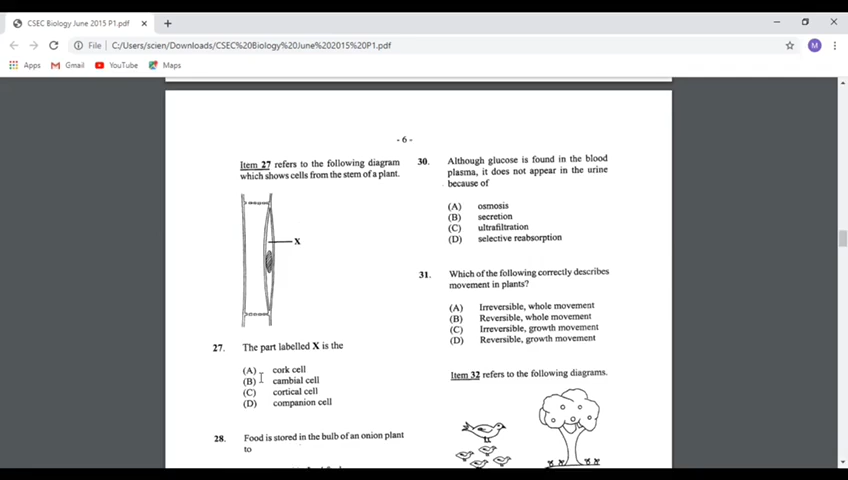 CSEC Biology June 2015 P1.pdf
File
C:/Users/scien/Downloads/CSEC%20Biology%20June%202015%20P1.pdf
M
Apps
Gmail
YouTube
Maps
- 6 -
Item 27 refers to the following diagram
which shows cells from the stem of a plant.
X
27. The part labelled X is the
(A) cork cell
(B) cambial cell
(C) cortical cell
(D) companion cell
28. Food is stored in the bulb of an onion plant
to
30. Although glucose is found in the blood
plasma, it does not appear in the urine
because of
(A) osmosis
(B) secretion
(C) ultrafiltration
(D) selective reabsorption
31. Which of the following correctly describes
movement in plants?
(A) Irreversible, whole movement
(B) Reversible, whole movement
(C) Irreversible, growth movement
(D) Reversible, growth movement
Item 32 refers to the following diagrams.